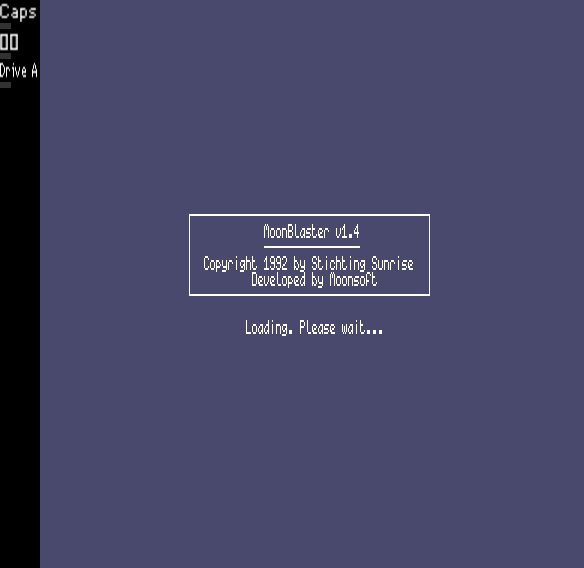 Caps
Drive A
MoonBlaster v1.4
Copyright 1992 by Stichting Sunrise
Developed by Moonsoft
Loading. Please wait...